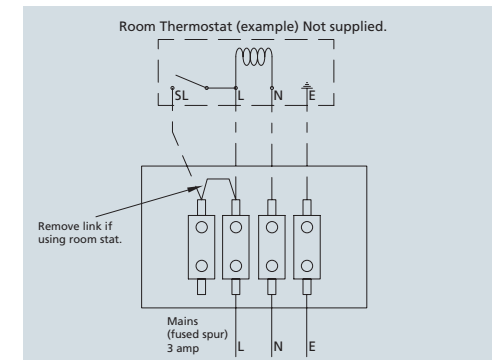 Room Thermostat (example) Not supplied.
SL L N E
Remove link if
using room stat.
Mains
(fused spur)
3 amp
L N E